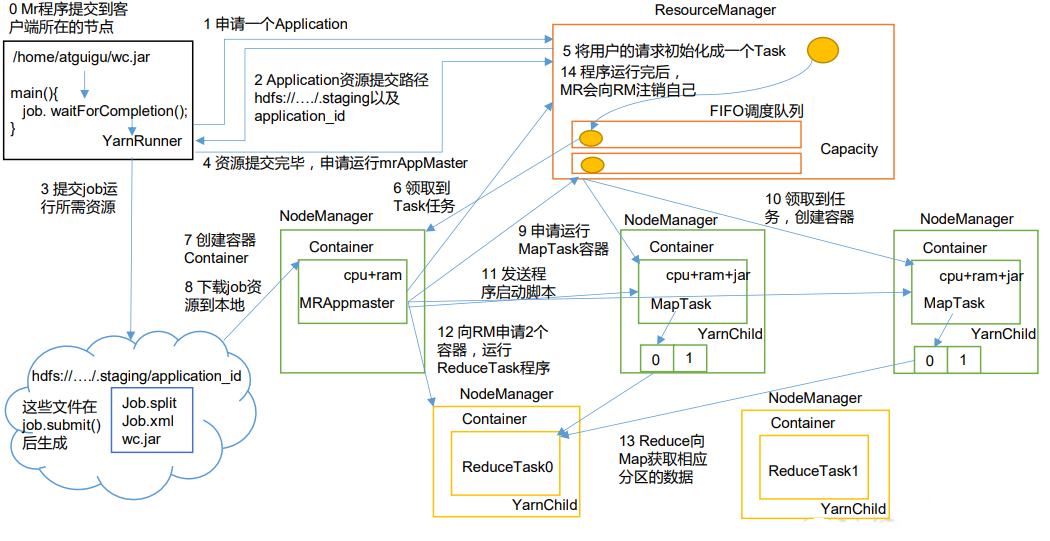 0 Mr程序提交到客
户端所在的节点
/home/atguigu/wc.jar
main(){
job. waitForCompletion();
}
YarnRunner
1 申请一个Application
2 Application资源提交路径
hdfs://…./.staging以及
application_id
4 资源提交完毕，申请运行mrAppMaster
ResourceManager
5 将用户的请求初始化成一个Task
14 程序运行完后，
MR会向RM注销自己
FIFO调度队列
Capacity
3 提交job运
行所需资源
6 领取到
Task任务
7 创建容器
Container
8 下载job资
源到本地
NodeManager
Container
cpu+ram
MRAppmaster
9 申请运行
MapTask容器
11 发送程
序启动脚本
NodeManager
Container
cpu+ram+jar
MapTask
YarnChild
0
1
10 领取到任
务，创建容器
NodeManager
Container
cpu+ram+jar
MapTask
YarnChild
0
1
12 向RM申请2个
容器，运行
ReduceTask程序
hdfs://…./.staging/application_id
这些文件在
job.submit()
后生成
Job.split
Job.xml
wc.jar
NodeManager
Container
ReduceTask0
YarnChild
13 Reduce向
Map获取相应
分区的数据
NodeManager
Container
ReduceTask1
YarnChild